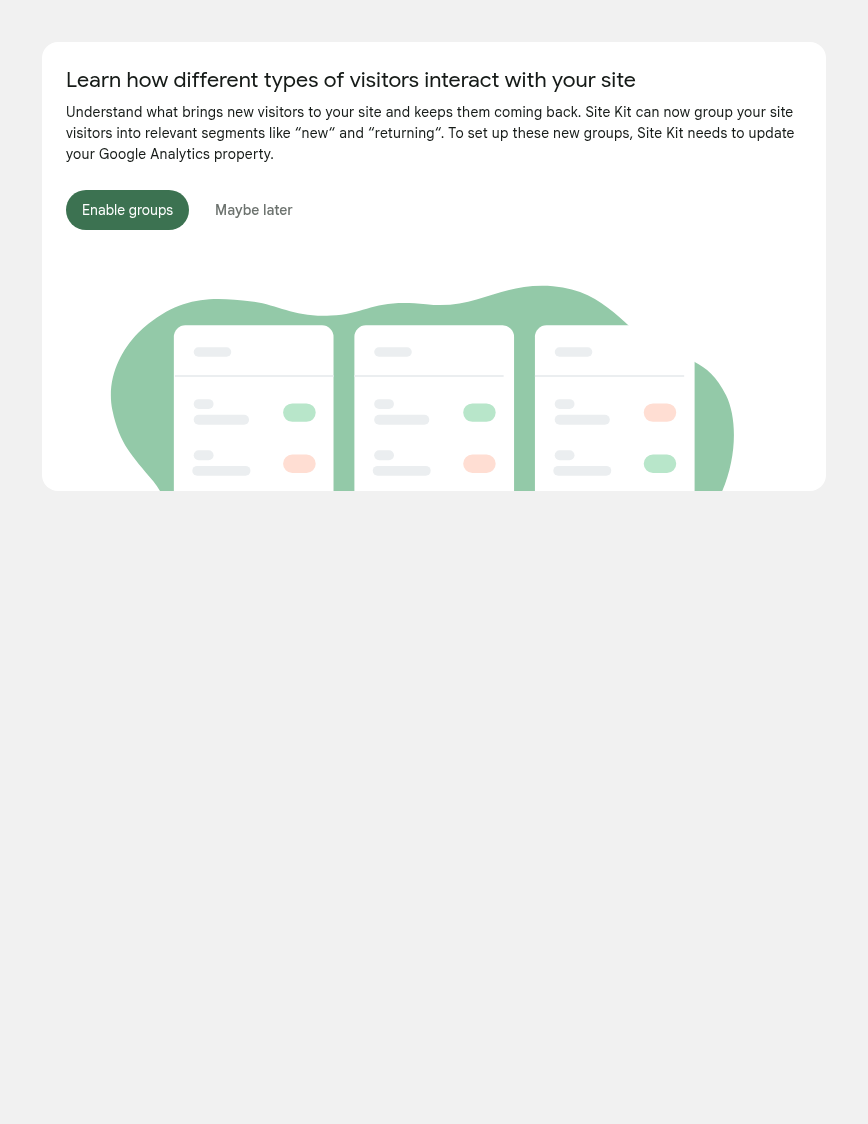 Learn how different types of visitors interact with your site
Understand what brings new visitors to your site and keeps them coming back. Site Kit can now group your site
visitors into relevant segments like “new“ and “returning“. To set up these new groups, Site Kit needs to update
your Google Analytics property.
Enable groups
Maybe later